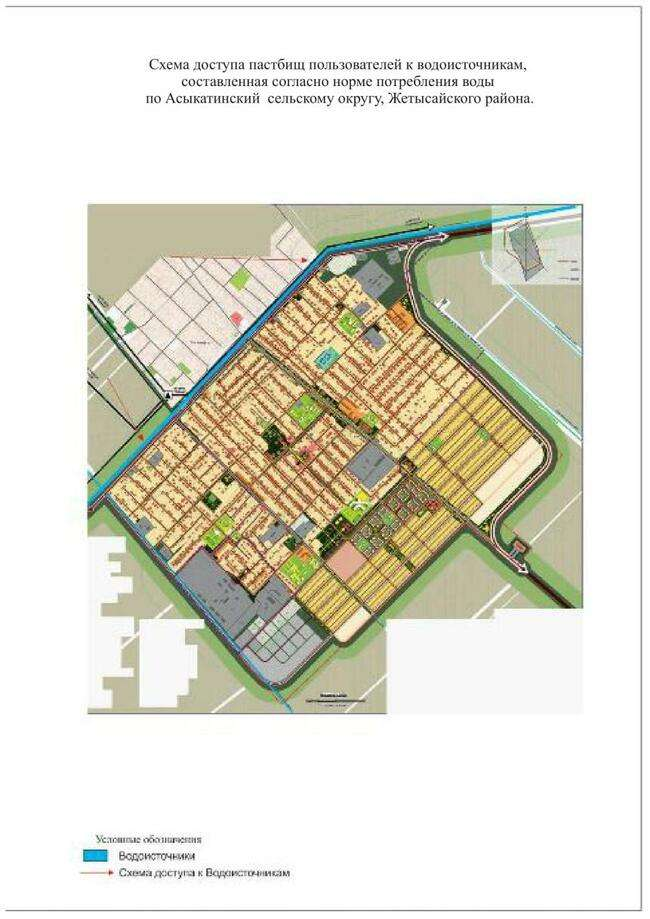 Схема доступа пастбищ пользователей к водоисточникам,
составленная согласно норме потребления воды
по Асыкатинский сельскому округу, Жетысайского района.
Условные обозначения
Водоисточники
Схема доступа к Водоисточникам